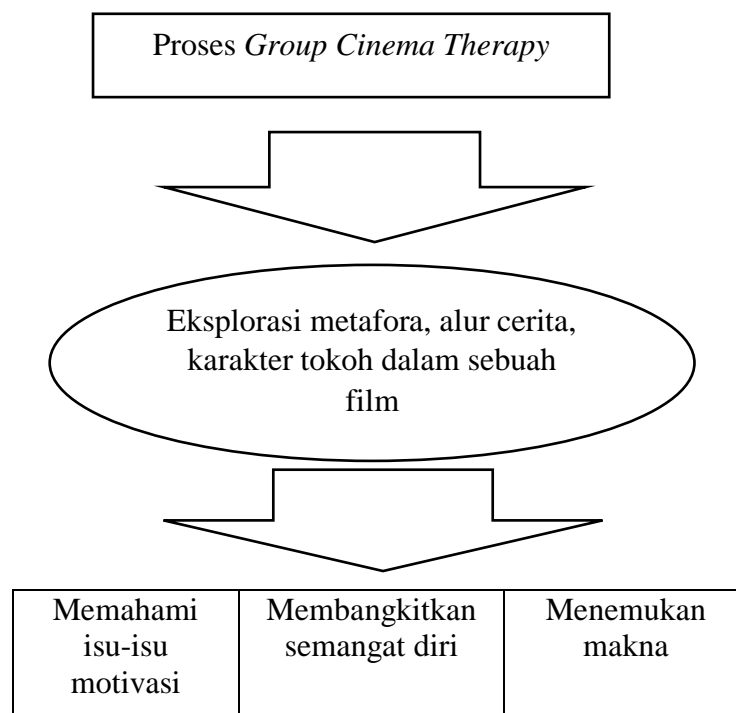 Proses Group Cinema Therapy
Eksplorasi metafora, alur cerita,
karakter tokoh dalam sebuah
film
Memahami
isu-isu
motivasi
Membangkitkan
semangat diri
Menemukan
makna